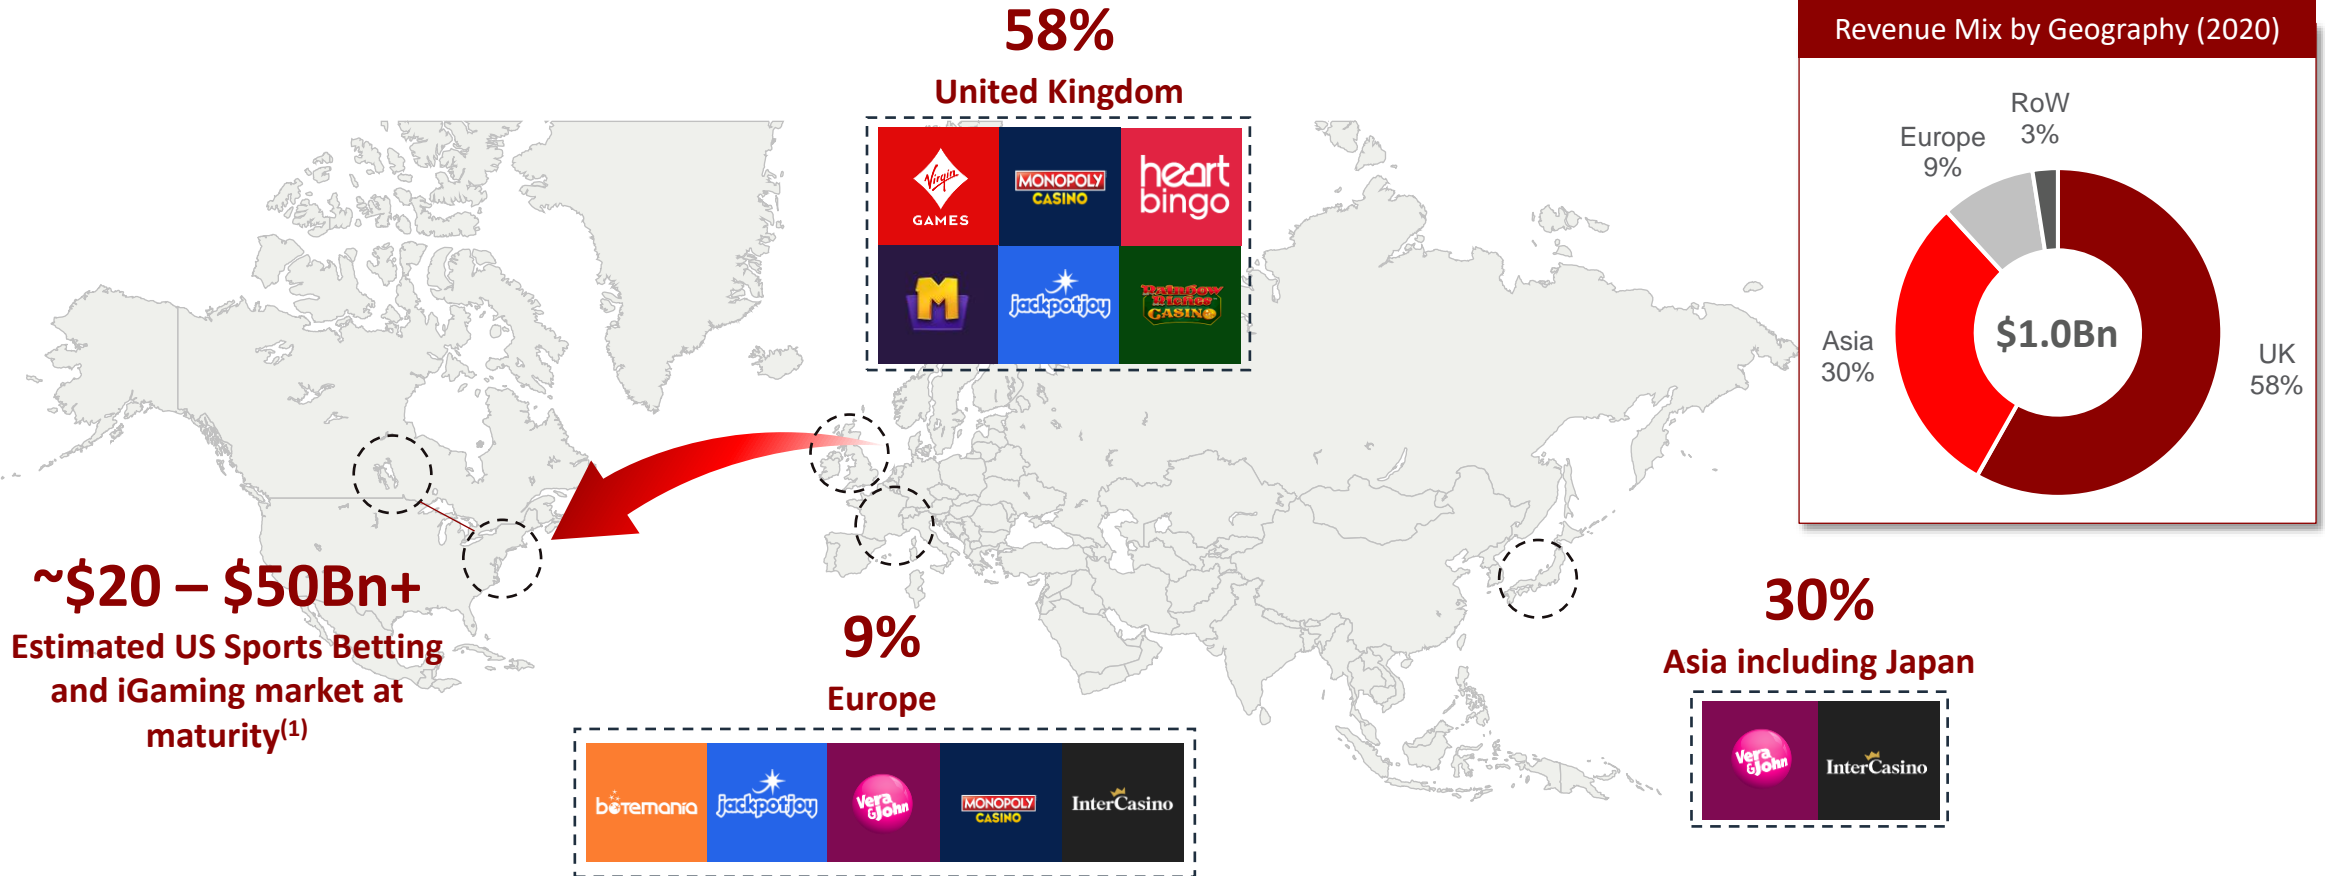 58%
United Kingdom
Virgin
GAMES
MONOPOLY
CASINO
heart
bingo
M
jackpotjoy
Rainbow
Riches
CASINO
Revenue Mix by Geography (2020)
RoW
3%
Europe
9%
Asia
30%
$1.0Bn
UK
58%
~$20 – $50Bn+
Estimated US Sports Betting
and iGaming market at
maturity(1)
9%
Europe
botemanía
jackpotjoy
Vera
&John
MONOPOLY
CASINO
InterCasino
30%
Asia including Japan
Vera
&John
InterCasino